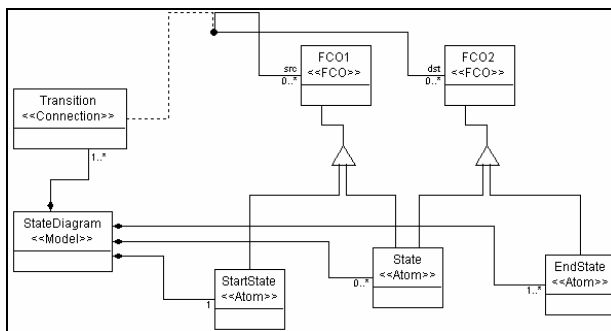 FCO1
<<FCO>>
FCO2
<<FCO>>
src
0..*
dst
0..*
Transition
<<Connection>>
1..*
StateDiagram
<<Model>>
StartState
<<Atom>>
1
State
<<Atom>>
0..*
EndState
<<Atom>>
1..*